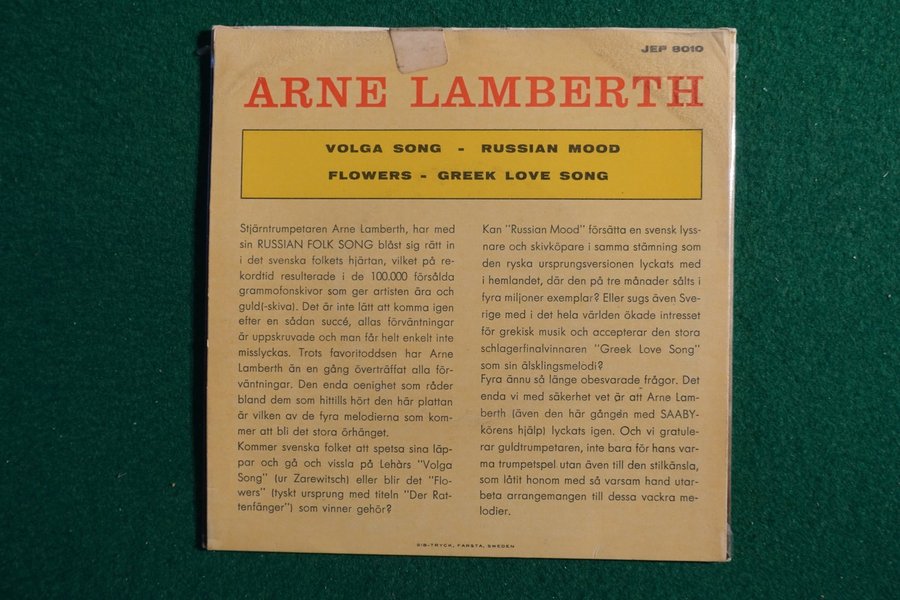 JEP 8010
ARNE LAMBERTH
VOLGA SONG - RUSSIAN MOOD
FLOWERS - GREEK LOVE SONG
Stjärntrumpetaren Arne Lamberth, har med
sin RUSSIAN FOLK SONG blåst sig rätt in
i det svenska folkets hjärtan, vilket på re-
kordtid resulterade i de 100.000 försålda
grammofonskivor som ger artisten ära och
guld(-skiva). Det är inte lätt att komma igen
efter en sådan succé, allas förväntningar
är uppskruvade och man får helt enkelt inte
misslyckas. Trots favoritoddsen har Arne
Lamberth än en gång överträffat alla för-
väntningar. Den enda oenighet som råder
bland dem som hittills hört den här plattan
är vilken av de fyra melodierna som kom-
mer att bli det stora örhänget.
Kommer svenska folket att spetsa sina läp-
par och gå och vissla på Lehàrs "Volga
Song" (ur Zarewitsch) eller blir det "Flo-
wers" (tyskt ursprung med titeln "Der Rat-
tenfänger") som vinner gehör?
Kan "Russian Mood" försätta en svensk lyss-
nare och skivköpare i samma stämning som
den ryska ursprungsversionen lyckats med
i hemlandet, där den på tre månader sålts i
fyra miljoner exemplar? Eller sugs även Sve-
rige med i det hela världen ökade intresset
för grekisk musik och accepterar den stora
schlagerfinalvinnaren "Greek Love Song"
som sin älsklingsmelodi?
Fyra ännu så länge obesvarade frågor. Det
enda vi med säkerhet vet är att Arne Lam-
berth (även den här gången med SAABY-
körens hjälp) lyckats igen. Och vi gratule-
rar guldtrumpetaren, inte bara för hans var-
ma trumpetspel utan även till den stilkänsla,
som låtit honom med så varsam hand utar-
beta arrangemangen till dessa vackra me-
lodier.
GIB-TRYCK, FARSTA, SWEDEN